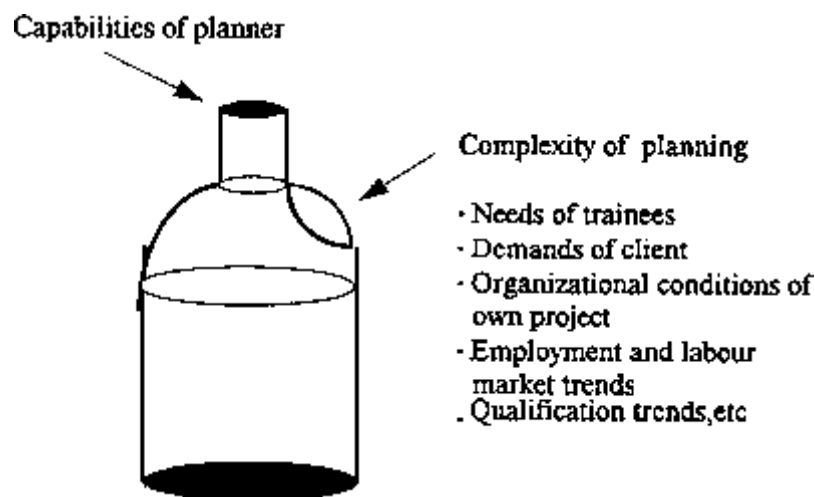 Capabilities of planner
Complexity of planning
· Needs of trainees
· Demands of client
· Organizational conditions of
own project
· Employment and labour
market trends
. Qualification trends,etc